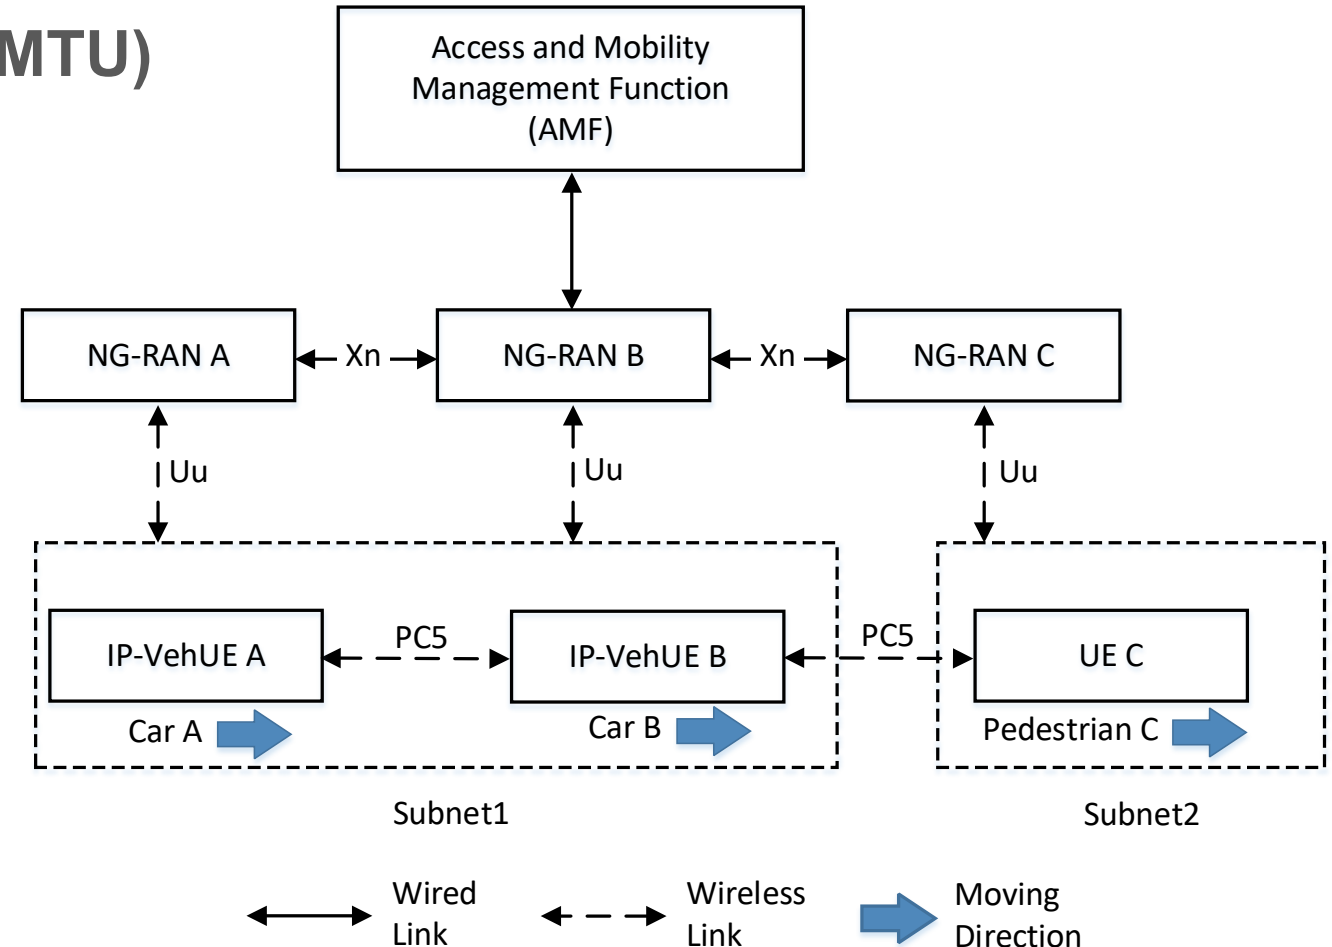 MTU)
Access and Mobility
Management Function
(AMF)
NG-RAN A
Xn
NG-RAN B
Xn
NG-RAN C
Uu
Uu
Uu
IP-VehUE A
PC5
IP-VehUE B
PC5
UE C
Car A
Car B
Pedestrian C
Subnet1
Subnet2
Wired
Link
Wireless
Link
Moving
Direction